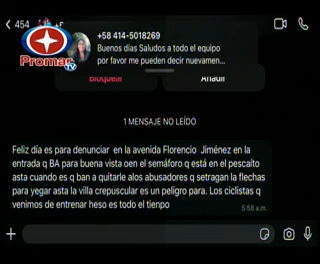 454
+5
+58 414-5018269
Buenos días Saludos a todo el equipo
por favor me pueden decir nuevamen...
Promar
TV
Bloquear
Añadir
1 MENSAJE NO LEÍDO
Feliz día es para denunciar en la avenida Florencio Jiménez en la
entrada q BA para buena vista oen el semáforo q está en el pescaíto
asta cuando es q ban a quitarle alos abusadores q setragan la flechas
para yegar asta la villa crepuscular es un peligro para. Los ciclistas q
venimos de entrenar heso es todo el tienpo
5:58 a.m.